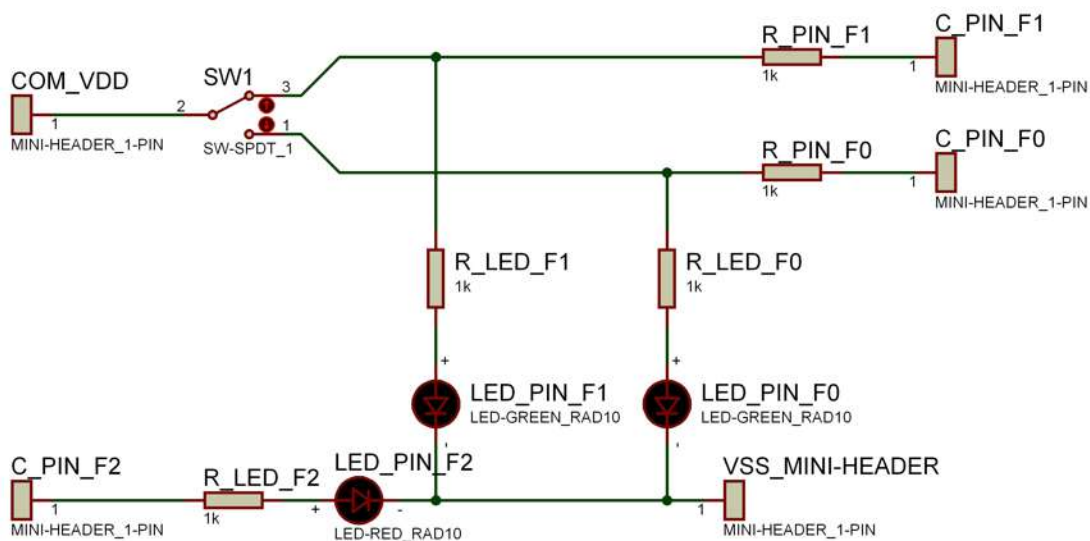 R_PIN_F1
1k
C_PIN_F1
1
MINI-HEADER_1-PIN
COM_VDD
1
MINI-HEADER_1-PIN
SW1
2
3
1
SW-SPDT_1
R_PIN_F0
1k
C_PIN_F0
1
MINI-HEADER_1-PIN
R_LED_F1
1k
R_LED_F0
1k
+
LED_PIN_F1
LED-GREEN_RAD10
-
+
LED_PIN_F0
LED-GREEN_RAD10
-
C_PIN_F2
1
MINI-HEADER_1-PIN
R_LED_F2
1k
LED_PIN_F2
+
-
LED-RED_RAD10
VSS_MINI-HEADER
1
MINI-HEADER_1-PIN